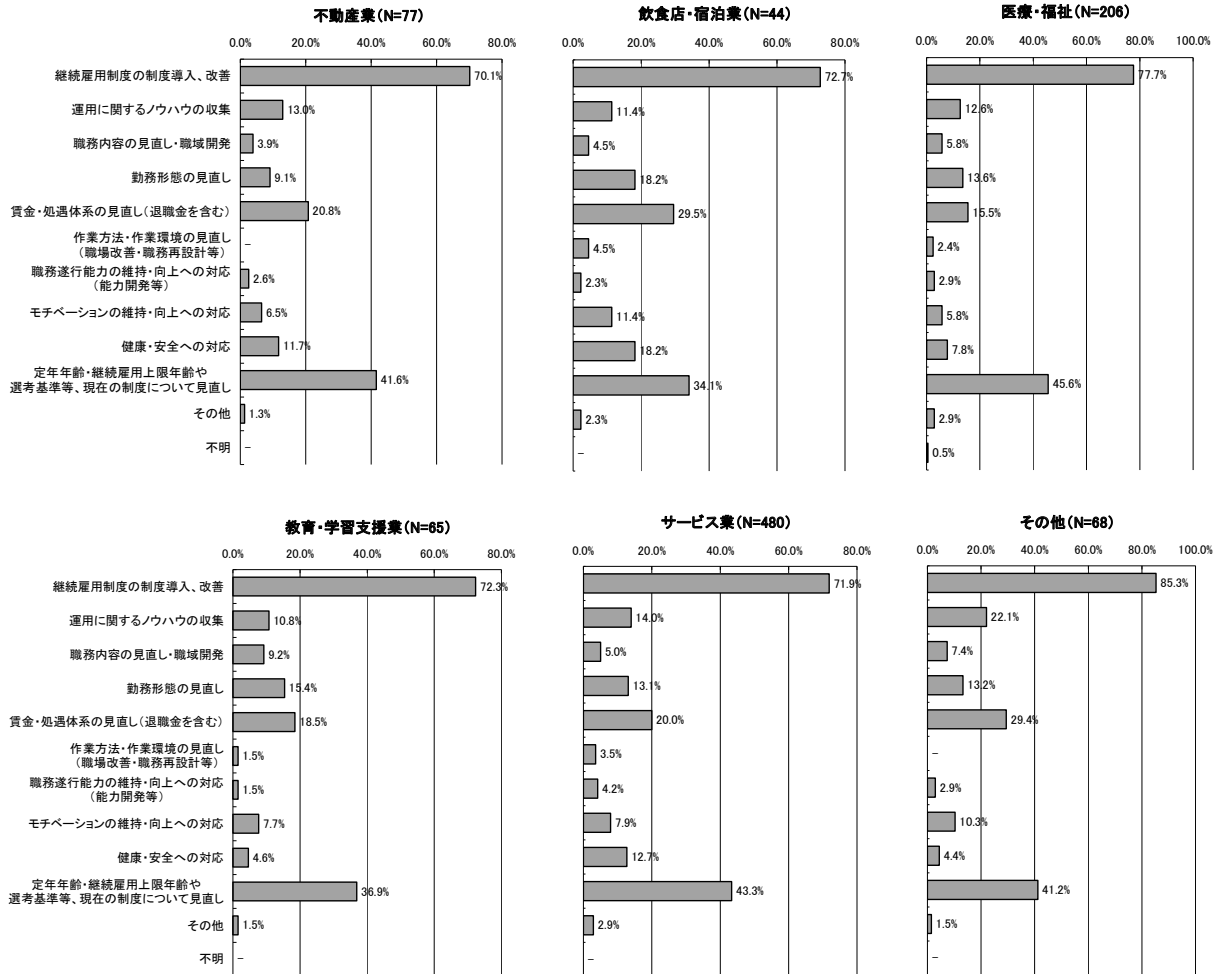 不動産業(N=77)
0.0% 20.0% 40.0% 60.0% 80.0%
継続雇用制度の制度導入、改善 70.1%
運用に関するノウハウの収集 13.0%
職務内容の見直し・職域開発 3.9%
勤務形態の見直し 9.1%
賃金・処遇体系の見直し(退職金を含む) 20.8%
作業方法・作業環境の見直し
(職場改善・職務再設計等) –
職務遂行能力の維持・向上への対応
(能力開発等) 2.6%
モチベーションの維持・向上への対応 6.5%
健康・安全への対応 11.7%
定年年齢・継続雇用上限年齢や
選考基準等、現在の制度について見直し 41.6%
その他 1.3%
不明 –
飲食店・宿泊業(N=44)
0.0% 20.0% 40.0% 60.0% 80.0%
72.7%
11.4%
4.5%
18.2%
29.5%
4.5%
2.3%
11.4%
18.2%
34.1%
2.3%
–
医療・福祉(N=206)
0.0% 20.0% 40.0% 60.0% 80.0% 100.0%
77.7%
12.6%
5.8%
13.6%
15.5%
2.4%
2.9%
5.8%
7.8%
45.6%
2.9%
0.5%
教育・学習支援業(N=65)
0.0% 20.0% 40.0% 60.0% 80.0%
継続雇用制度の制度導入、改善 72.3%
運用に関するノウハウの収集 10.8%
職務内容の見直し・職域開発 9.2%
勤務形態の見直し 15.4%
賃金・処遇体系の見直し(退職金を含む) 18.5%
作業方法・作業環境の見直し
(職場改善・職務再設計等) 1.5%
職務遂行能力の維持・向上への対応
(能力開発等) 1.5%
モチベーションの維持・向上への対応 7.7%
健康・安全への対応 4.6%
定年年齢・継続雇用上限年齢や
選考基準等、現在の制度について見直し 36.9%
その他 1.5%
不明 –
サービス業(N=480)
0.0% 20.0% 40.0% 60.0% 80.0%
71.9%
14.0%
5.0%
13.1%
20.0%
3.5%
4.2%
7.9%
12.7%
43.3%
2.9%
–
その他(N=68)
0.0% 20.0% 40.0% 60.0% 80.0% 100.0%
85.3%
22.1%
7.4%
13.2%
29.4%
–
2.9%
10.3%
4.4%
41.2%
1.5%
–